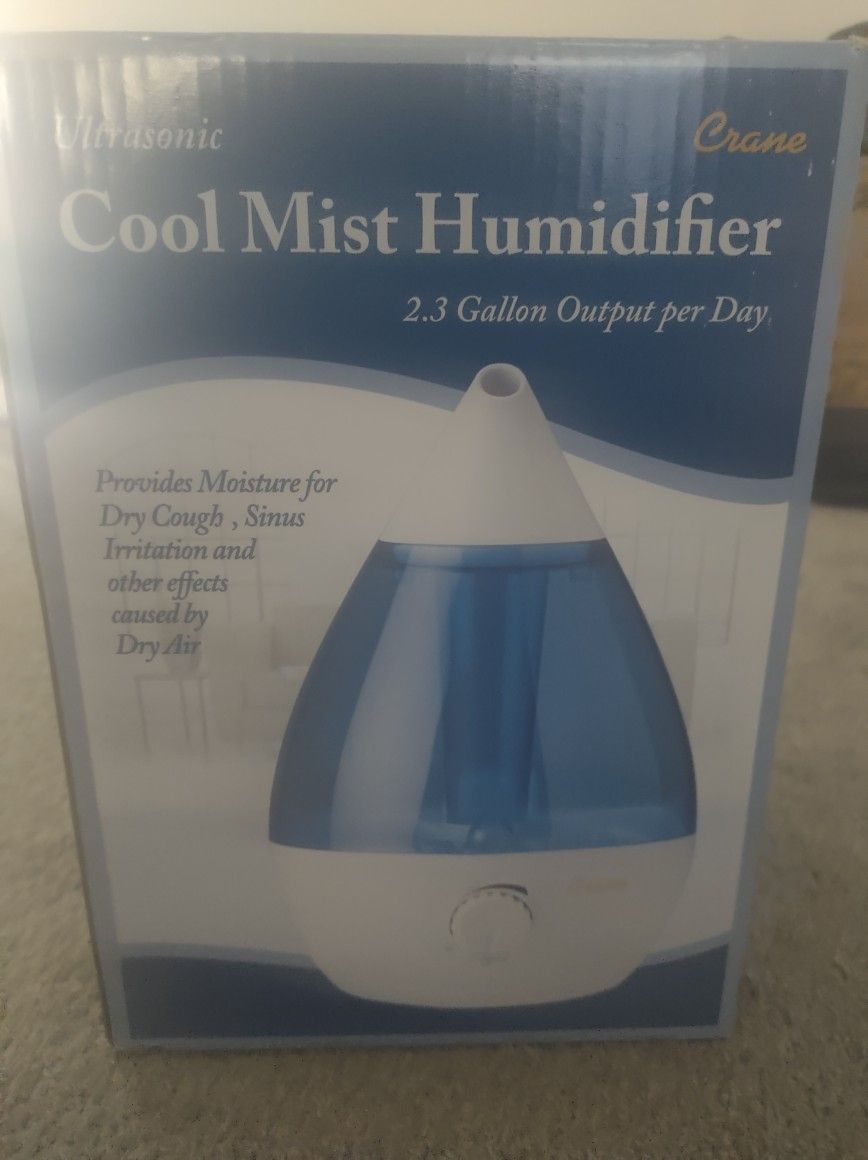 Ultrasonic
Crane
Cool Mist Humidifier
2.3 Gallon Output per Day
Provides Moisture for
Dry Cough , Sinus
Irritation and
other effects
caused by
Dry Air